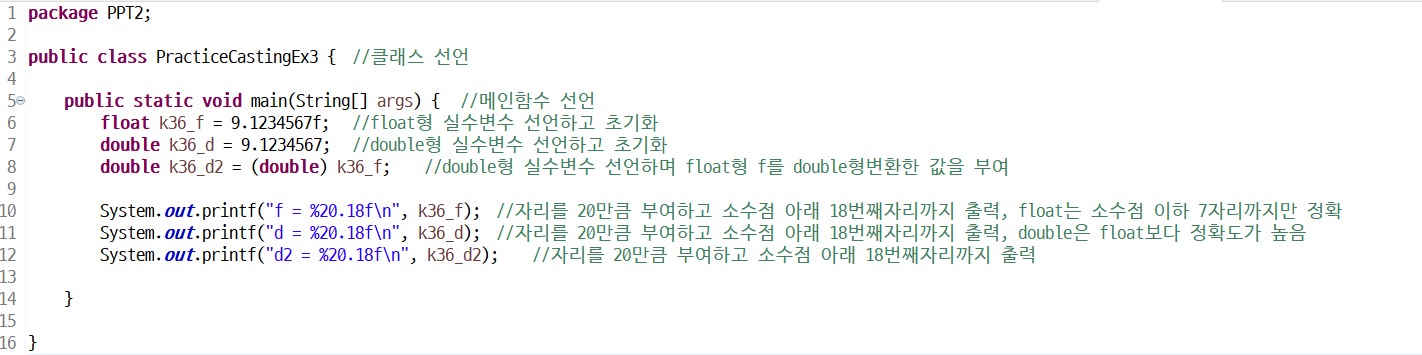 1 package PPT2;
2
3 public class PracticeCastingEx3 { //클래스 선언
4
5 public static void main(String[] args) { //메인함수 선언
6 float k36_f = 9.1234567f; //float형 실수변수 선언하고 초기화
7 double k36_d = 9.1234567; //double형 실수변수 선언하고 초기화
8 double k36_d2 = (double) k36_f; //double형 실수변수 선언하며 float형 f를 double형변환한 값을 부여
9
10 System.out.printf("f = %20.18f\n", k36_f); //자리를 20만큼 부여하고 소수점 아래 18번째자리까지 출력, float는 소수점 이하 7자리까지만 정확
11 System.out.printf("d = %20.18f\n", k36_d); //자리를 20만큼 부여하고 소수점 아래 18번째자리까지 출력, double은 float보다 정확도가 높음
12 System.out.printf("d2 = %20.18f\n", k36_d2); //자리를 20만큼 부여하고 소수점 아래 18번째자리까지 출력
13
14 }
15
16 }